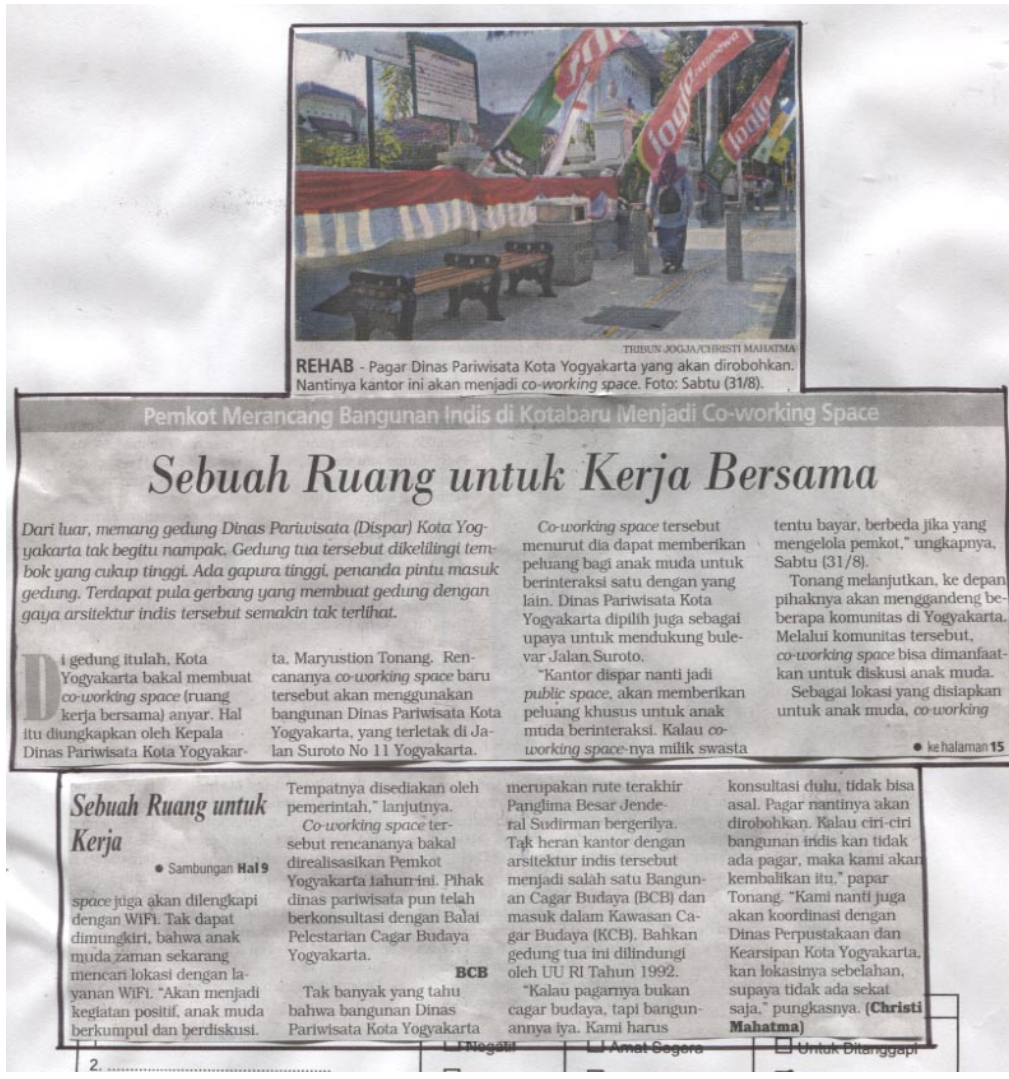 jogja
jogja
TRIBUN JOGJA/CHRISTI MAHATMA
REHAB - Pagar Dinas Pariwisata Kota Yogyakarta yang akan dirobohkan.
Nantinya kantor ini akan menjadi co-working space. Foto: Sabtu (31/8).
Pemkot Merancang Bangunan Indis di Kotabaru Menjadi Co-working Space
Sebuah Ruang untuk Kerja Bersama
Dari luar, memang gedung Dinas Pariwisata (Dispar) Kota Yog-
yakarta tak begitu nampak. Gedung tua tersebut dikelilingi tem-
bok yang cukup tinggi. Ada gapura tinggi, penanda pintu masuk
gedung. Terdapat pula gerbang yang membuat gedung dengan
gaya arsitektur indis tersebut semakin tak terlihat.
Di gedung itulah, Kota
Yogyakarta bakal membuat
co-working space (ruang
kerja bersama) anyar. Hal
itu diungkapkan oleh Kepala
Dinas Pariwisata Kota Yogyakar-
ta, Maryustion Tonang. Ren-
cananya co-working space baru
tersebut akan menggunakan
bangunan Dinas Pariwisata Kota
Yogyakarta, yang terletak di Ja-
lan Suroto No 11 Yogyakarta.
Co-working space tersebut
menurut dia dapat memberikan
peluang bagi anak muda untuk
berinteraksi satu dengan yang
lain. Dinas Pariwisata Kota
Yogyakarta dipilih juga sebagai
upaya untuk mendukung bule-
var Jalan Suroto.
"Kantor dispar nanti jadi
public space, akan memberikan
peluang khusus untuk anak
muda berinteraksi. Kalau co-
working space-nya milik swasta
tentu bayar, berbeda jika yang
mengelola pemkot," ungkapnya,
Sabtu (31/8).
Tonang melanjutkan, ke depan
pihaknya akan menggandeng be-
berapa komunitas di Yogyakarta.
Melalui komunitas tersebut,
co-working space bisa dimanfaat-
kan untuk diskusi anak muda.
Sebagai lokasi yang disiapkan
untuk anak muda, co-working
● ke halaman 15
Sebuah Ruang untuk
Kerja
● Sambungan Hal 9
space juga akan dilengkapi
dengan WiFi. Tak dapat
dimungkiri, bahwa anak
muda zaman sekarang
mencari lokasi dengan la-
yanan WiFi. "Akan menjadi
kegiatan positif, anak muda
berkumpul dan berdiskusi.
Tempatnya disediakan oleh
pemerintah," lanjutnya.
Co-working space ter-
sebut rencananya bakal
direalisasikan Pemkot
Yogyakarta tahun ini. Pihak
dinas pariwisata pun telah
berkonsultasi dengan Balai
Pelestarian Cagar Budaya
Yogyakarta.
BCB
Tak banyak yang tahu
bahwa bangunan Dinas
Pariwisata Kota Yogyakarta
merupakan rute terakhir
Panglima Besar Jende-
ral Sudirman bergerilya.
Tak heran kantor dengan
arsitektur indis tersebut
menjadi salah satu Bangun-
an Cagar Budaya (BCB) dan
masuk dalam Kawasan Ca-
gar Budaya (KCB). Bahkan
gedung tua ini dilindungi
oleh UU RI Tahun 1992.
"Kalau pagarnya bukan
cagar budaya, tapi bangun-
annya iya. Kami harus
konsultasi dulu, tidak bisa
asal. Pagar nantinya akan
dirobohkan. Kalau ciri-ciri
bangunan indis kan tidak
ada pagar, maka kami akan
kembalikan itu," papar
Tonang. "Kami nanti juga
akan koordinasi dengan
Dinas Perpustakaan dan
Kearsipan Kota Yogyakarta,
kan lokasinya sebelahan,
supaya tidak ada sekat
saja," pungkasnya. (Christi
Mahatma)
Negatif
Amat Segera
Untuk Ditanggapi
2. ........................................